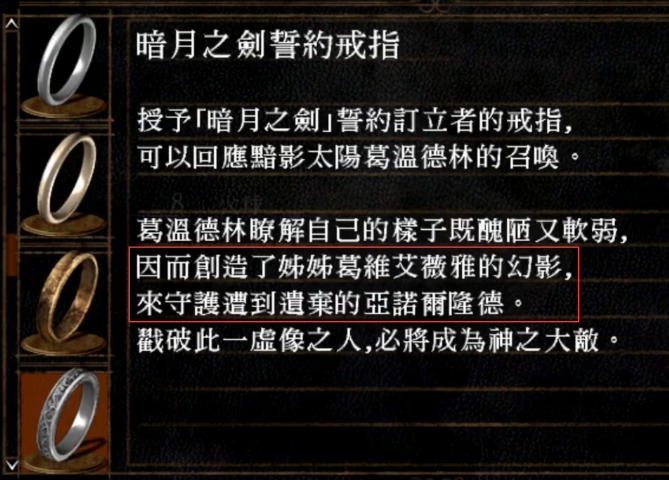 暗月之劍誓約戒指
授予「暗月之劍」誓約訂立者的戒指,
可以回應黯影太陽葛溫德林的召喚。
葛溫德林瞭解自己的樣子既醜陋又軟弱,
因而創造了姊姊葛維艾薇雅的幻影,
來守護遭到遺棄的亞諾爾隆德。
戳破此一虛像之人,必將成為神之大敵。